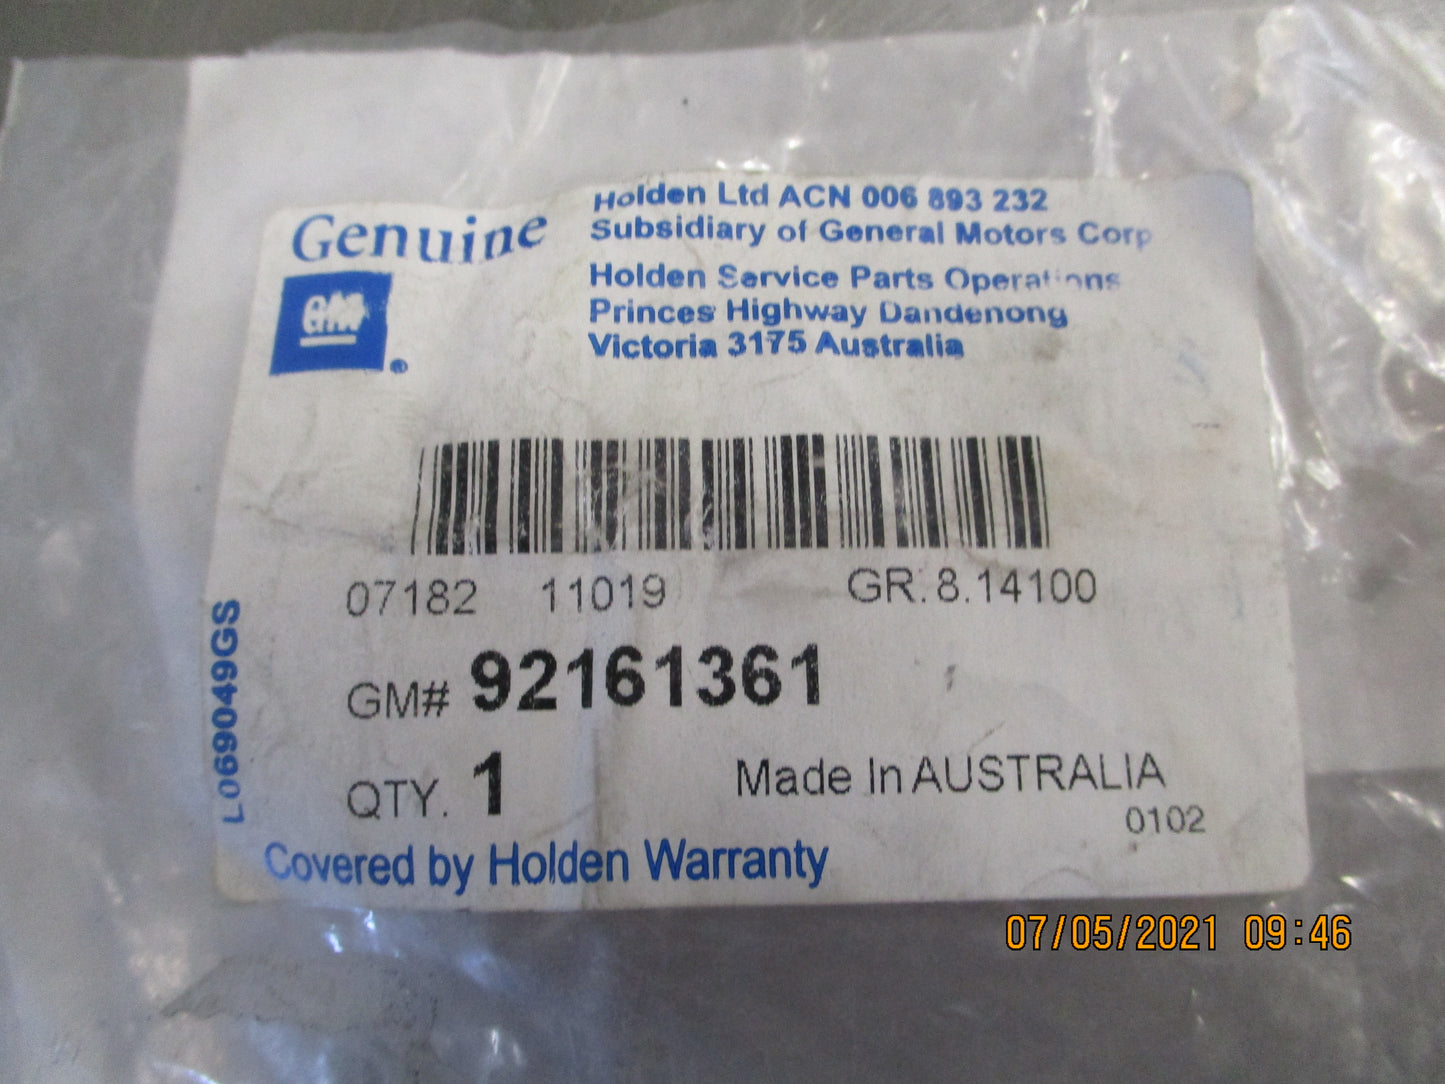 Genuine
GM
®
Holden Ltd ACN 006 893 232
Subsidiary of General Motors Corp
Holden Service Parts Operations
Princes Highway Dandenong
Victoria 3175 Australia
07182 11019 GR.8.14100
GM# 92161361
QTY. 1
Made In AUSTRALIA
0102
L069049GS
Covered by Holden Warranty
07/05/2021 09:46